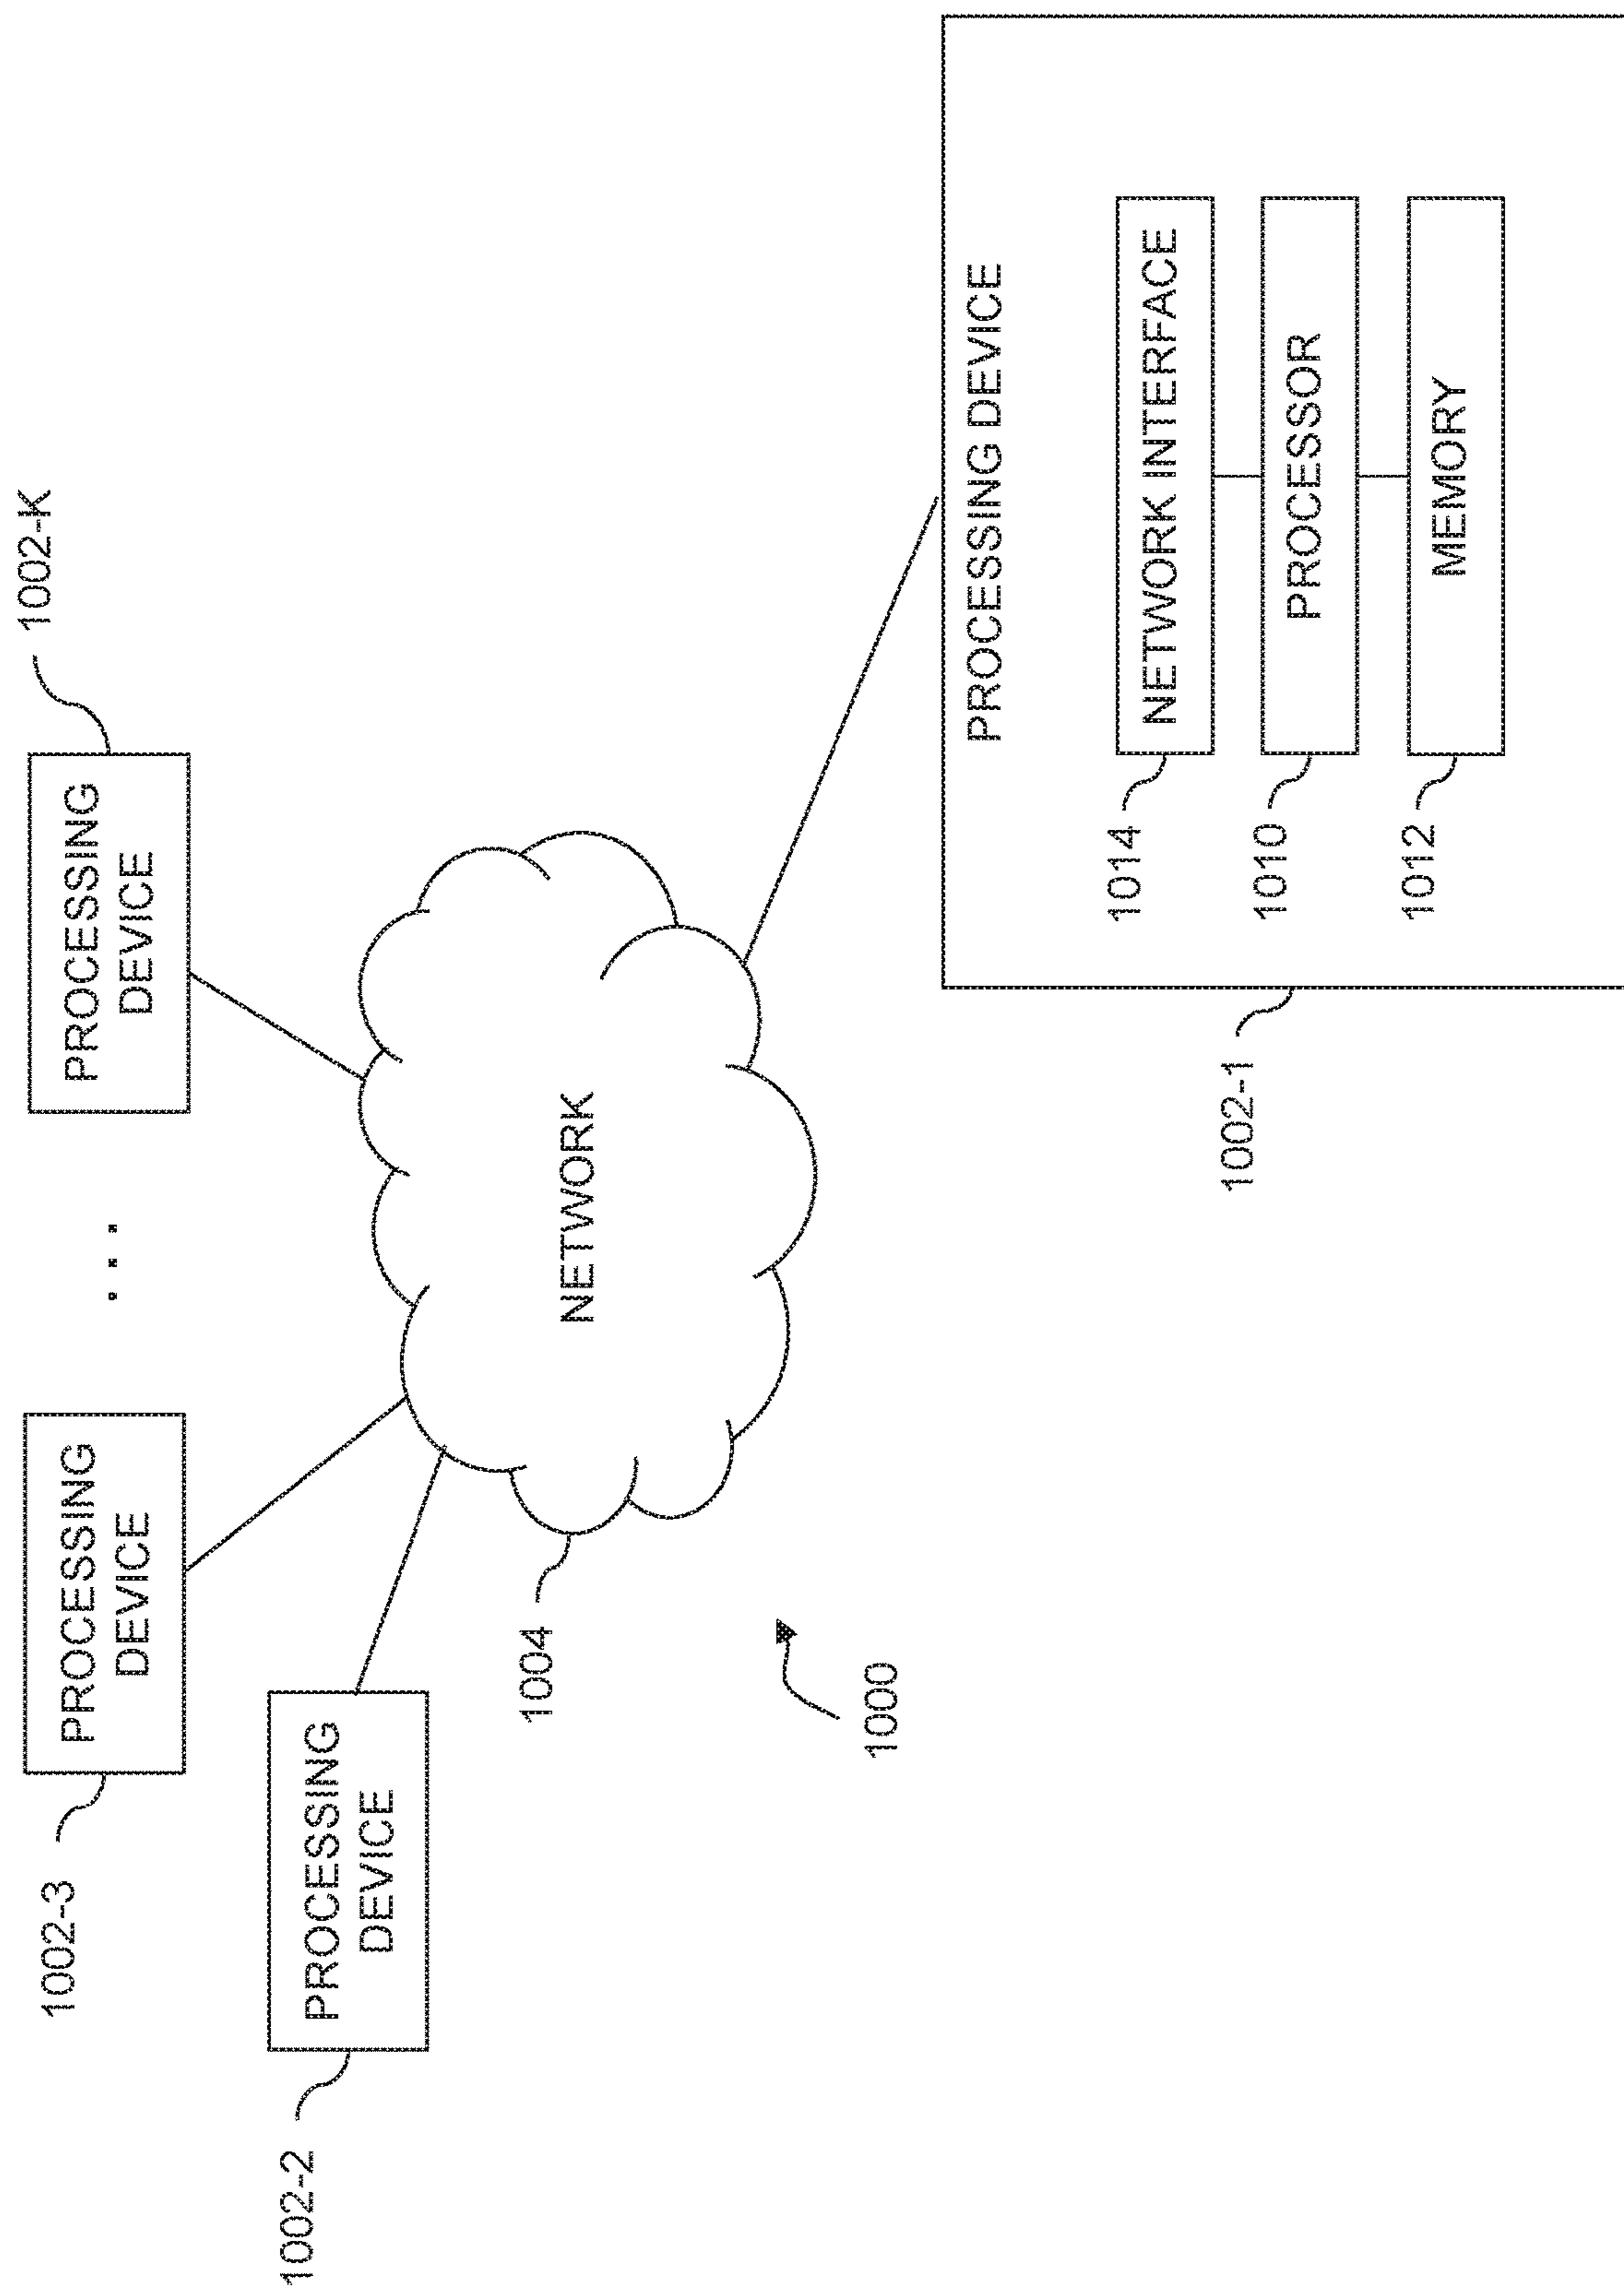 1002-2
1002-3
PROCESSING
DEVICE
PROCESSING
DEVICE
. . .
1002-K
PROCESSING
DEVICE
1004
NETWORK
1000
1002-1
PROCESSING DEVICE
1014
NETWORK INTERFACE
1010
PROCESSOR
1012
MEMORY